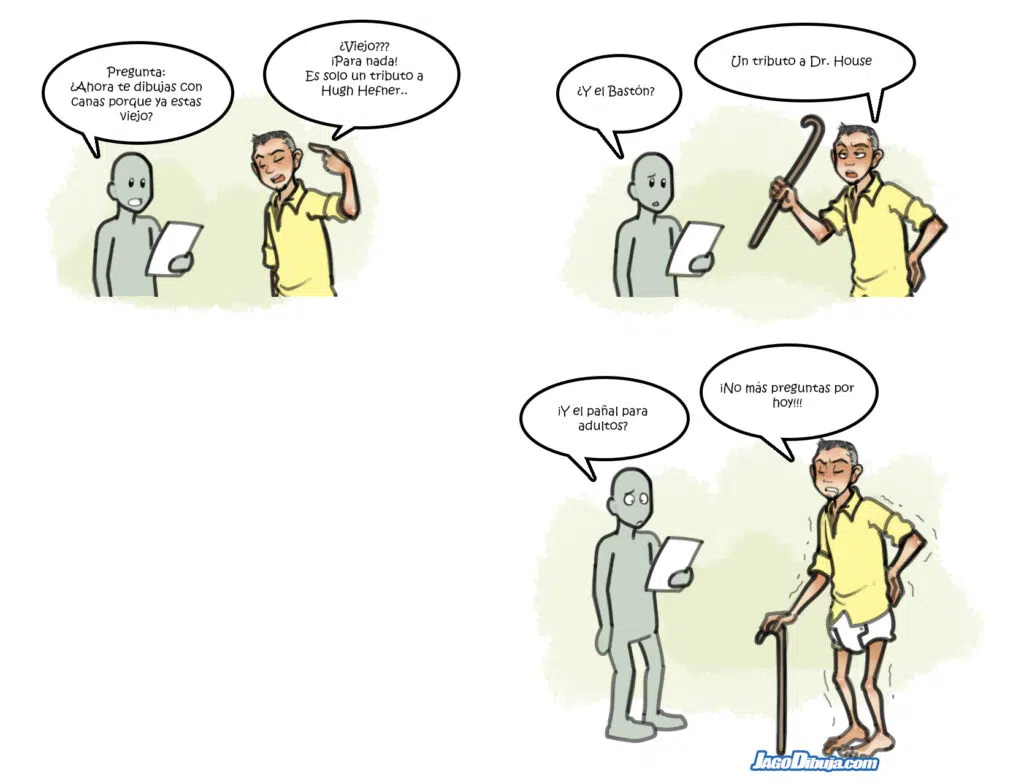 Pregunta:
¿Ahora te dibujas con
canas porque ya estas
viejo?
¿Viejo???
¡Para nada!
Es solo un tributo a
Hugh Hefner..
¿Y el Bastón?
Un tributo a Dr. House
¡Y el pañal para
adultos?
¡No más preguntas por
hoy!!!
JAGODibuja.com